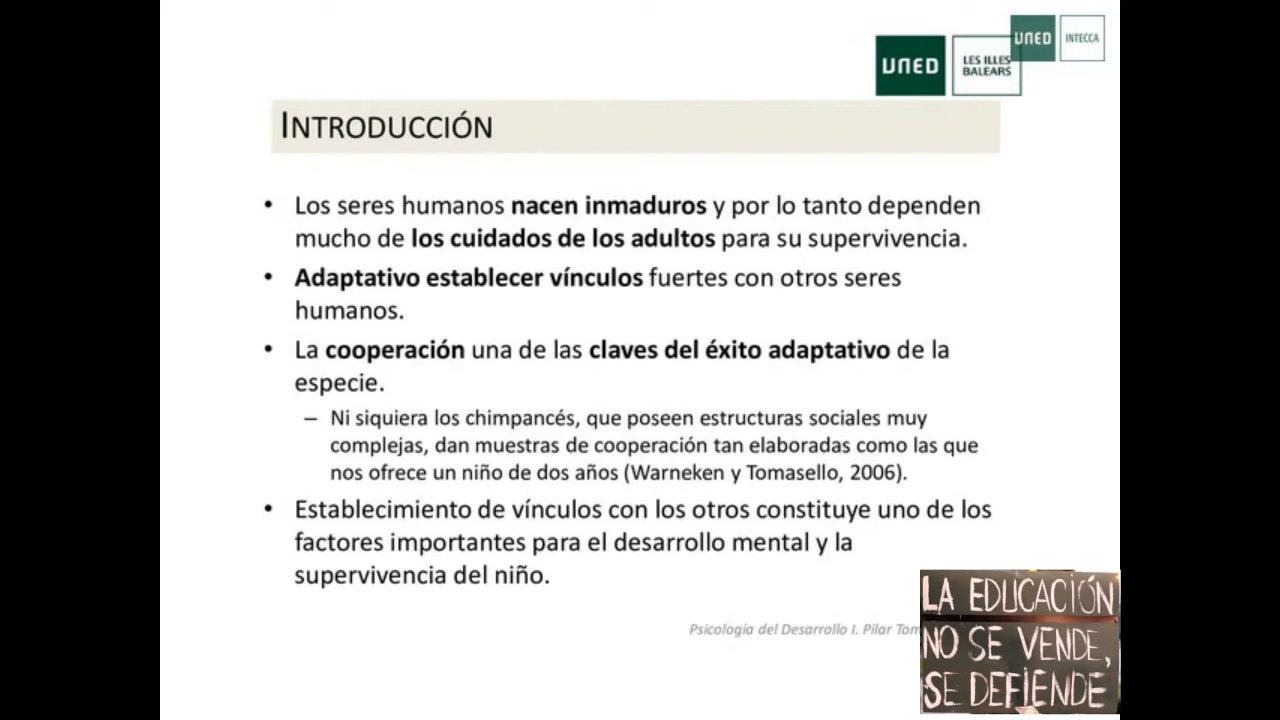 UNED
INTECCA
UNED
LES ILLES
BALEARS
INTRODUCCIÓN
• Los seres humanos nacen inmaduros y por lo tanto dependen
mucho de los cuidados de los adultos para su supervivencia.
• Adaptativo establecer vínculos fuertes con otros seres
humanos.
• La cooperación una de las claves del éxito adaptativo de la
especie.
– Ni siquiera los chimpancés, que poseen estructuras sociales muy
complejas, dan muestras de cooperación tan elaboradas como las que
nos ofrece un niño de dos años (Warneken y Tomasello, 2006).
• Establecimiento de vínculos con los otros constituye uno de los
factores importantes para el desarrollo mental y la
supervivencia del niño.
Psicología del Desarrollo I. Pilar
LA EDUCACIÓN
NO SE VENDE,
SE DEFIENDE